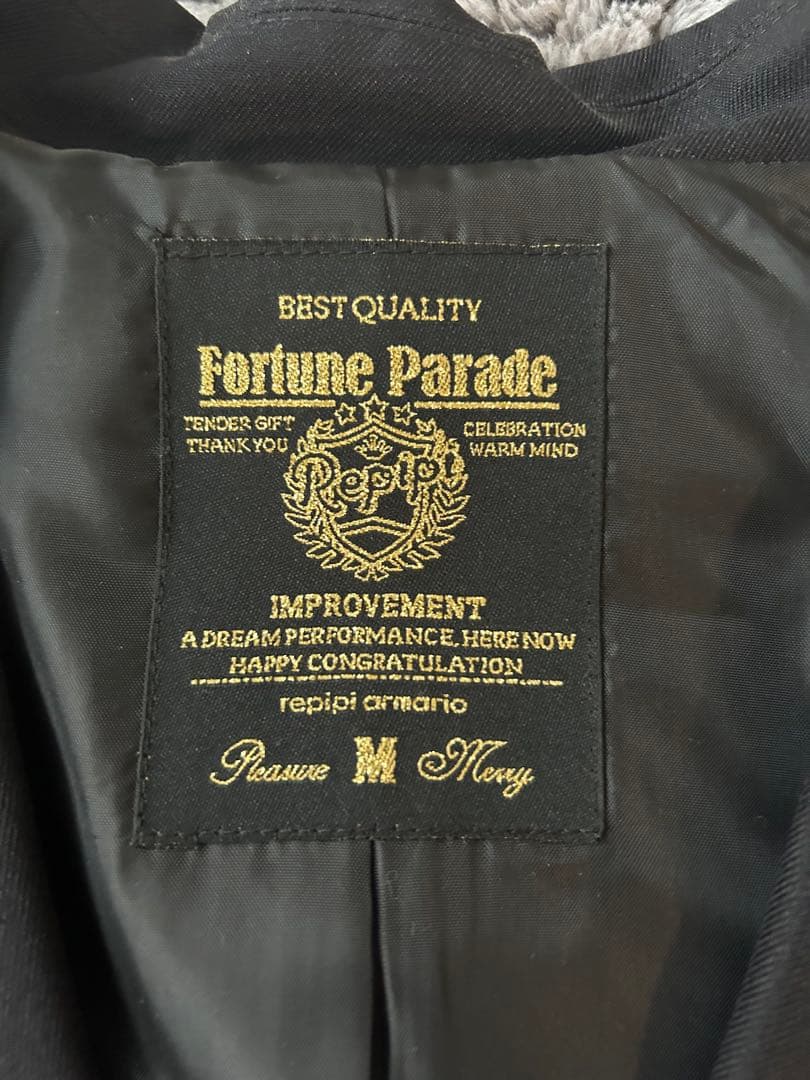 BEST QUALITY
Fortune Parade
TENDER GIFT
THANK YOU
CELEBRATION
WARM MIND
Repipi
IMPROVEMENT
A DREAM PERFORMANCE. HERE NOW
HAPPY CONGRATULATION
repipi armario
Pleasure M Merry